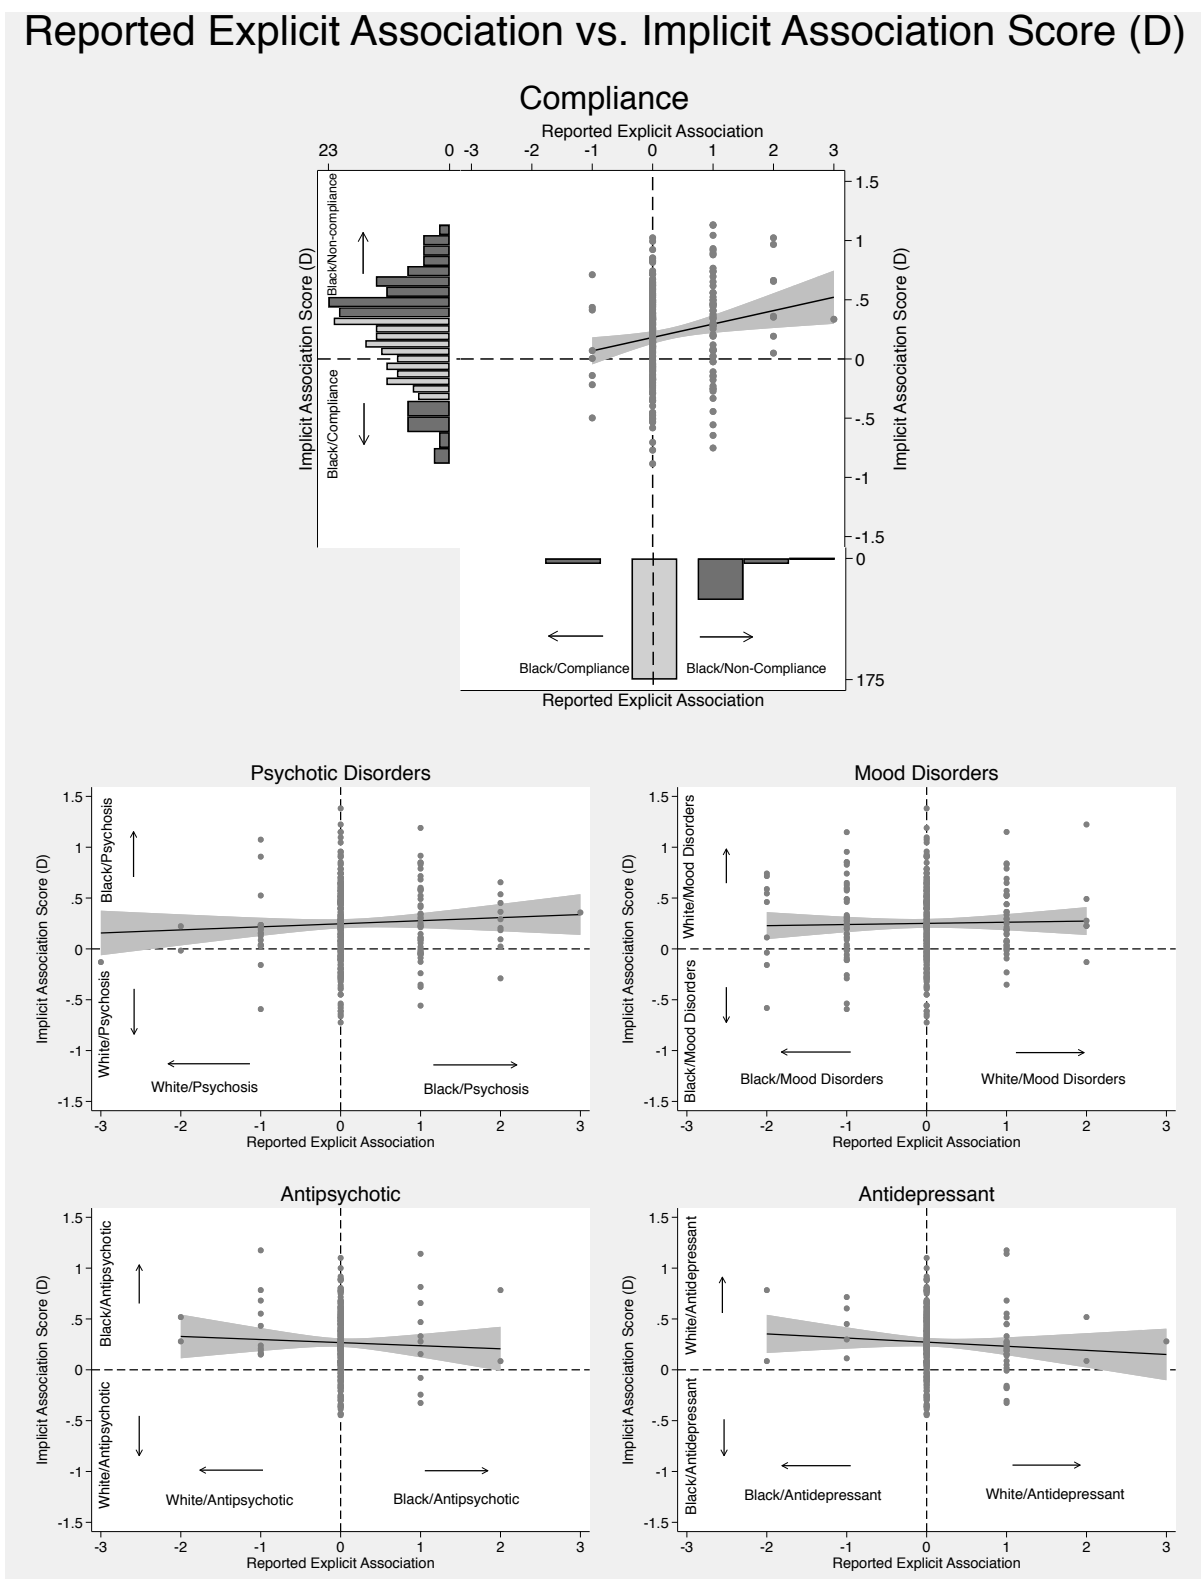 Reported Explicit Association vs. Implicit Association Score (D)
Compliance
Reported Explicit Association
23 0 -3 -2 -1 0 1 2 3
Implicit Association Score (D)
Black/Non-compliance
Black/Compliance
1.5
1
.5
0
-.5
-1
-1.5
Implicit Association Score (D)
0
175
Black/Compliance
Black/Non-Compliance
Reported Explicit Association
Psychotic Disorders
Implicit Association Score (D)
1.5
1
.5
0
-.5
-1
-1.5
Black/Psychosis
White/Psychosis
White/Psychosis
Black/Psychosis
-3 -2 -1 0 1 2 3
Reported Explicit Association
Mood Disorders
Implicit Association Score (D)
1.5
1
.5
0
-.5
-1
-1.5
White/Mood Disorders
Black/Mood Disorders
Black/Mood Disorders
White/Mood Disorders
-3 -2 -1 0 1 2 3
Reported Explicit Association
Antipsychotic
Implicit Association Score (D)
1.5
1
.5
0
-.5
-1
-1.5
Black/Antipsychotic
White/Antipsychotic
White/Antipsychotic
Black/Antipsychotic
-3 -2 -1 0 1 2 3
Reported Explicit Association
Antidepressant
Implicit Association Score (D)
1.5
1
.5
0
-.5
-1
-1.5
White/Antidepressant
Black/Antidepressant
Black/Antidepressant
White/Antidepressant
-3 -2 -1 0 1 2 3
Reported Explicit Association